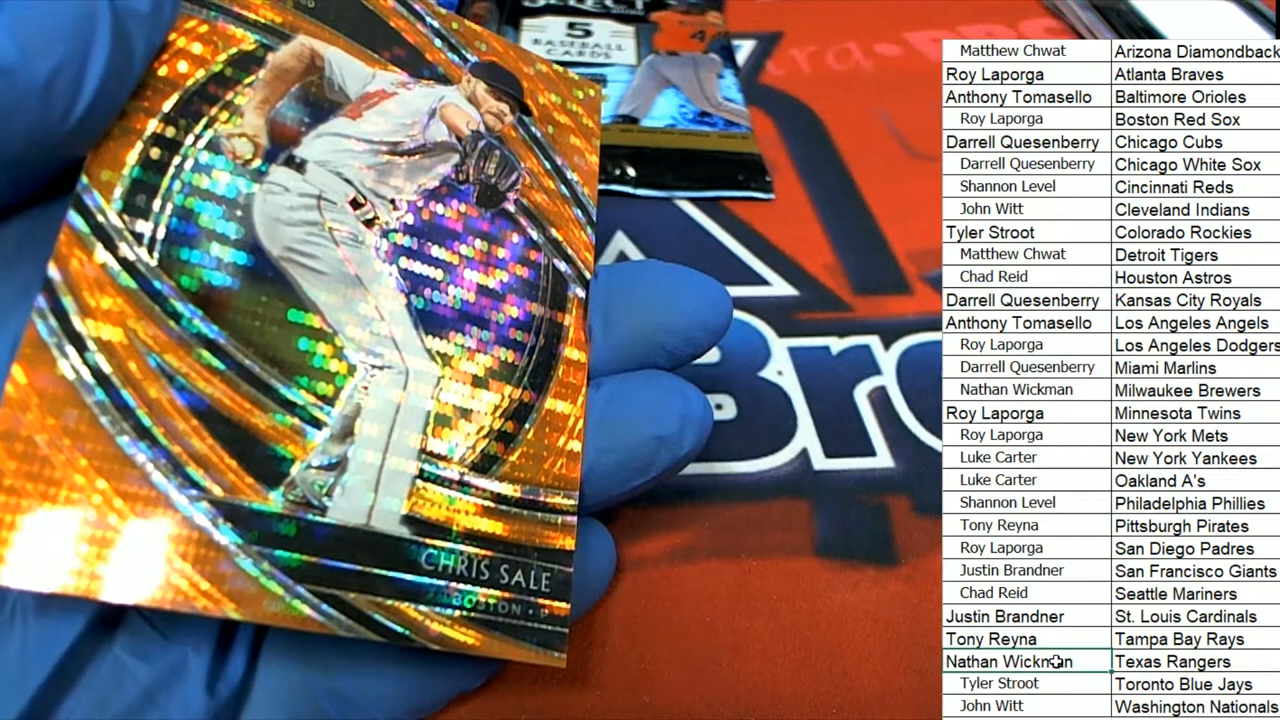 5
BASEBALL
CARDS
4
CHRIS SALE
BOSTON
Bro
Matthew Chwat Arizona Diamondback
Roy Laporga Atlanta Braves
Anthony Tomasello Baltimore Orioles
Roy Laporga Boston Red Sox
Darrell Quesenberry Chicago Cubs
Darrell Quesenberry Chicago White Sox
Shannon Level Cincinnati Reds
John Witt Cleveland Indians
Tyler Stroot Colorado Rockies
Matthew Chwat Detroit Tigers
Chad Reid Houston Astros
Darrell Quesenberry Kansas City Royals
Anthony Tomasello Los Angeles Angels
Roy Laporga Los Angeles Dodgers
Darrell Quesenberry Miami Marlins
Nathan Wickman Milwaukee Brewers
Roy Laporga Minnesota Twins
Roy Laporga New York Mets
Luke Carter New York Yankees
Luke Carter Oakland A's
Shannon Level Philadelphia Phillies
Tony Reyna Pittsburgh Pirates
Roy Laporga San Diego Padres
Justin Brandner San Francisco Giants
Chad Reid Seattle Mariners
Justin Brandner St. Louis Cardinals
Tony Reyna Tampa Bay Rays
Nathan Wickman Texas Rangers
Tyler Stroot Toronto Blue Jays
John Witt Washington Nationals